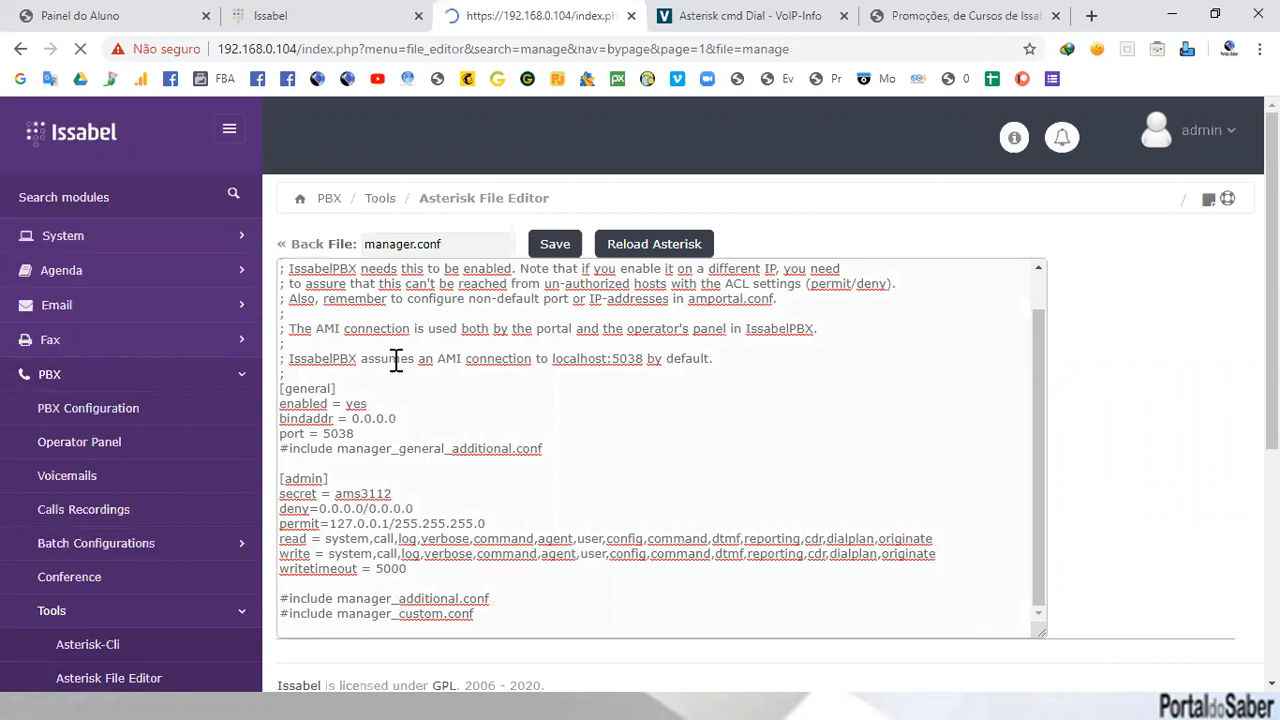 Painel do Aluno
Issabel
https://192.168.0.104/index.ph
Asterisk cmd Dial - VoIP-Info
Promoções, de Cursos de Issa
Não seguro 192.168.0.104/index.php?menu=file_editor&search=manage&nav=bypage&page=1&file=manage
FBA
Ev
Pr
Mo
0
Issabel
admin
Search modules
PBX / Tools / Asterisk File Editor
/
System
« Back File: manager.conf Save Reload Asterisk
Agenda
Email
Fax
PBX
PBX Configuration
Operator Panel
Voicemails
Calls Recordings
Batch Configurations
Conference
Tools
Asterisk-Cli
Asterisk File Editor
; IssabelPBX needs this to be enabled. Note that if you enable it on a different IP, you need
; to assure that this can't be reached from un-authorized hosts with the ACL settings (permit/deny).
; Also, remember to configure non-default port or IP-addresses in amportal.conf.
;
; The AMI connection is used both by the portal and the operator's panel in IssabelPBX.
;
; IssabelPBX assumes an AMI connection to localhost:5038 by default.
;
[general]
enabled = yes
bindaddr = 0.0.0.0
port = 5038
#include manager_general_additional.conf
[admin]
secret = ams3112
deny=0.0.0.0/0.0.0.0
permit=127.0.0.1/255.255.255.0
read = system,call,log,verbose,command,agent,user,config,command,dtmf,reporting,cdr,dialplan,originate
write = system,call,log,verbose,command,agent,user,config,command,dtmf,reporting,cdr,dialplan,originate
writetimeout = 5000
#include manager_additional.conf
#include manager_custom.conf
Issabel is licensed under GPL. 2006 - 2020.
PortaldoSaber